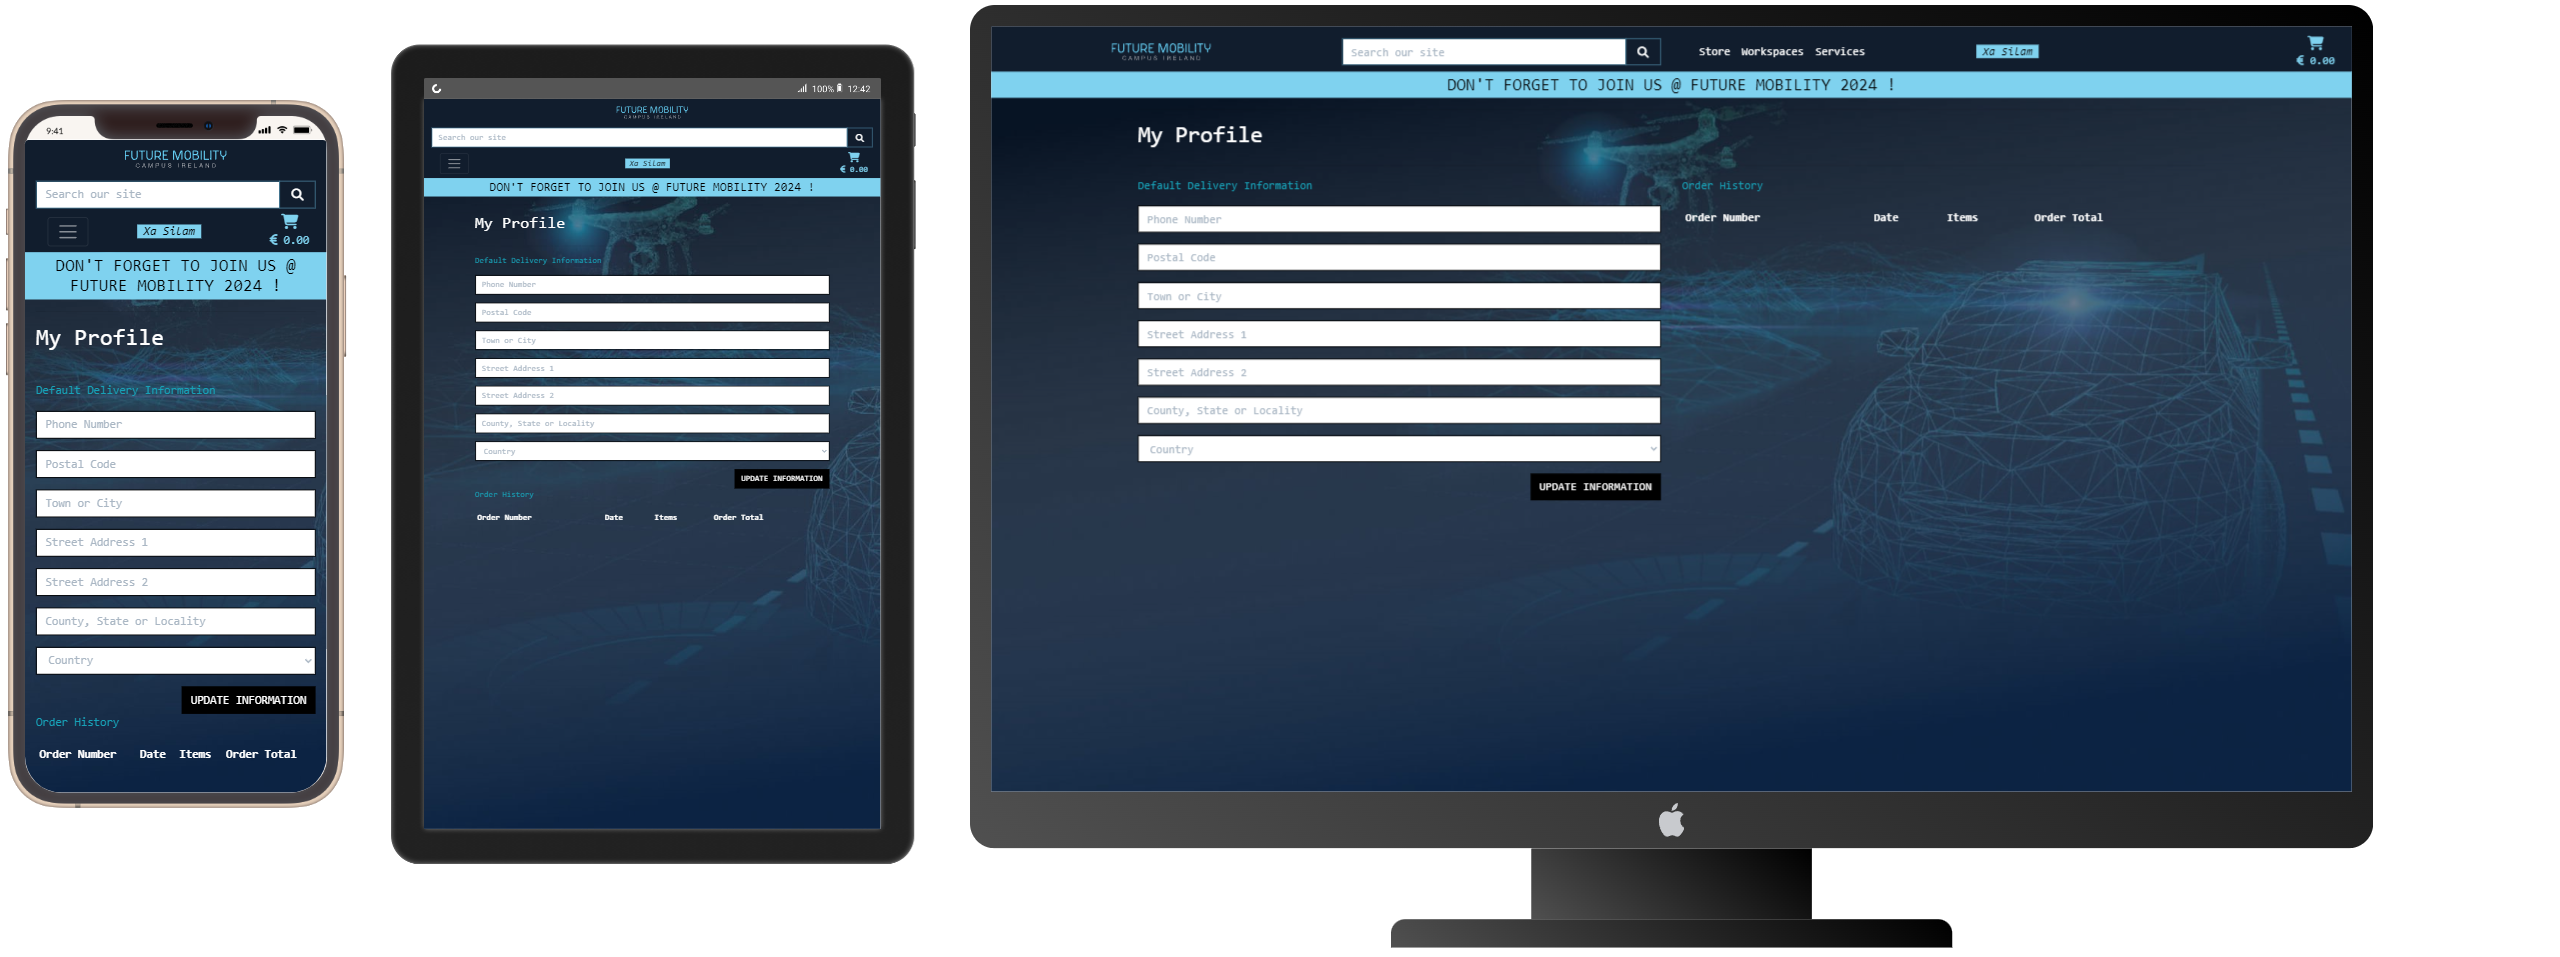 9:41
FUTURE MOBILITY
CAMPUS IRELAND
Search our site
Xa Silam
€ 0.00
DON'T FORGET TO JOIN US @
FUTURE MOBILITY 2024 !
My Profile
Default Delivery Information
Phone Number
Postal Code
Town or City
Street Address 1
Street Address 2
County, State or Locality
Country
UPDATE INFORMATION
Order History
Order Number Date Items Order Total
100% 12:42
FUTURE MOBILITY
CAMPUS IRELAND
Search our site
Xa Silam
€ 0.00
DON'T FORGET TO JOIN US @ FUTURE MOBILITY 2024 !
My Profile
Default Delivery Information
Phone Number
Postal Code
Town or City
Street Address 1
Street Address 2
County, State or Locality
Country
UPDATE INFORMATION
Order History
Order Number Date Items Order Total
FUTURE MOBILITY
CAMPUS IRELAND
Search our site
Store Workspaces Services
Xa Silam
€ 0.00
DON'T FORGET TO JOIN US @ FUTURE MOBILITY 2024 !
My Profile
Default Delivery Information
Phone Number
Postal Code
Town or City
Street Address 1
Street Address 2
County, State or Locality
Country
UPDATE INFORMATION
Order History
Order Number Date Items Order Total